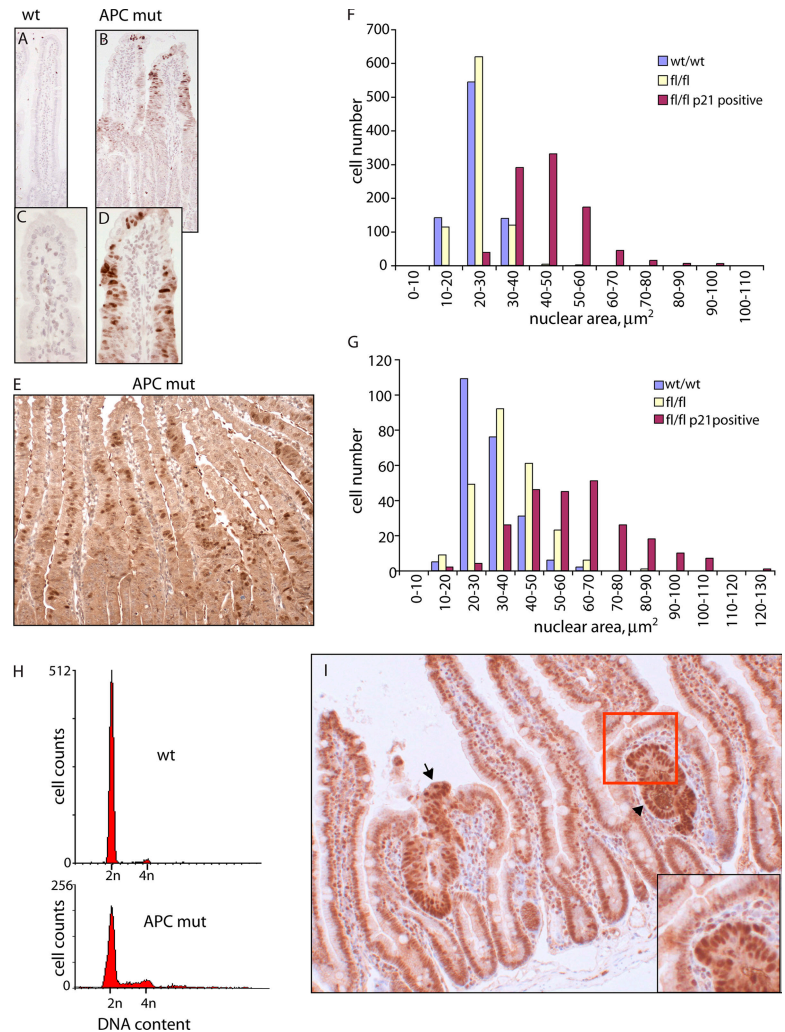 wt
APC mut
A
B
C
D
E
APC mut
F
700
600
500
400
300
200
100
0
cell number
wt/wt
fl/fl
fl/fl p21 positive
0-10
10-20
20-30
30-40
40-50
50-60
60-70
70-80
80-90
90-100
100-110
nuclear area, μm2
G
120
100
80
60
40
20
0
cell number
wt/wt
fl/fl
fl/fl p21positive
0-10
10-20
20-30
30-40
40-50
50-60
60-70
70-80
80-90
90-100
100-110
110-120
120-130
nuclear area, μm2
H
512
cell counts
wt
0
2n
4n
256
cell counts
APC mut
0
2n
4n
DNA content
I